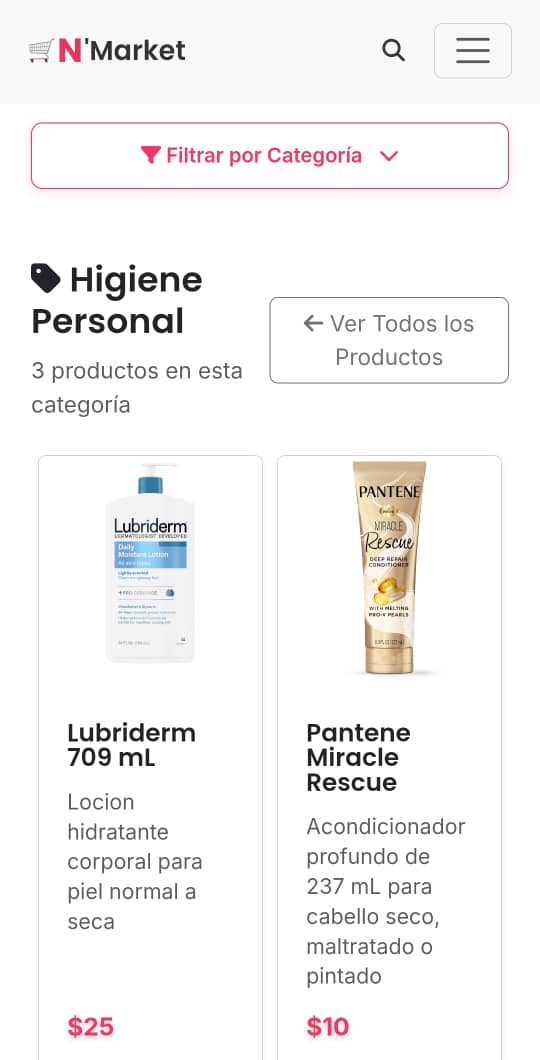 N'Market
Filtrar por Categoría
Higiene
Personal
3 productos en esta
categoría
Ver Todos los
Productos
Lubriderm
DERMATOLOGIST DEVELOPED
Daily
Moisture Lotion
PANTENE
MIRACLE
Rescue
DEEP REPAIR
CONDITIONER
WITH MELTING
PRO-V PEARLS
Lubriderm
709 mL
Locion
hidratante
corporal para
piel normal a
seca
$25
Pantene
Miracle
Rescue
Acondicionador
profundo de
237 mL para
cabello seco,
maltratado o
pintado
$10